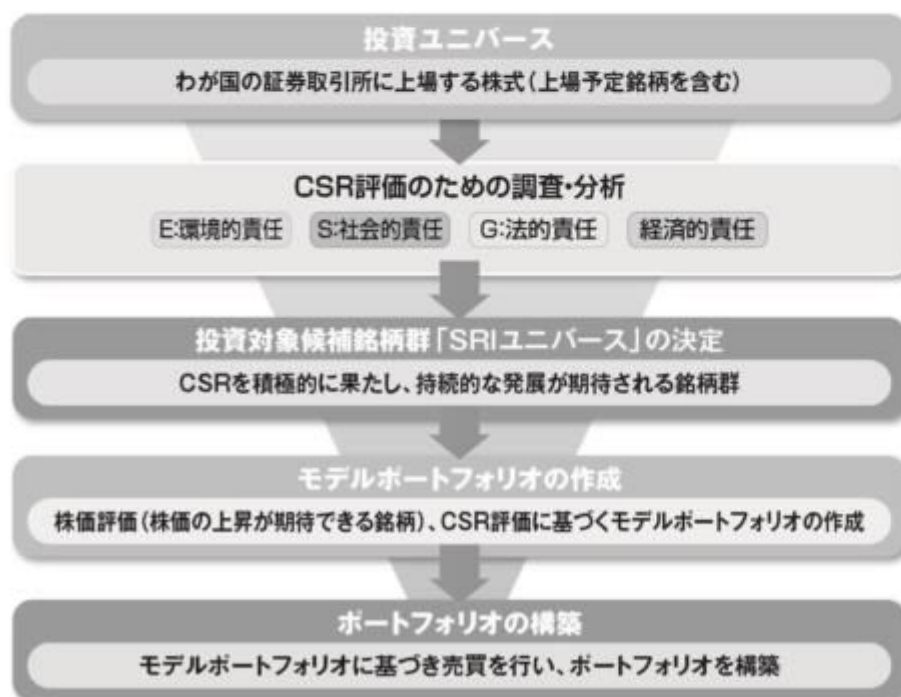 投資ユニバース
わが国の証券取引所に上場する株式(上場予定銘柄を含む)
CSR評価のための調査・分析
E:環境的責任 S:社会的責任 G:法的責任 経済的責任
投資対象候補銘柄群「SRIユニバース」の決定
CSRを積極的に果たし、持続的な発展が期待される銘柄群
モデルポートフォリオの作成
株価評価(株価の上昇が期待できる銘柄)、CSR評価に基づくモデルポートフォリオの作成
ポートフォリオの構築
モデルポートフォリオに基づき売買を行い、ポートフォリオを構築